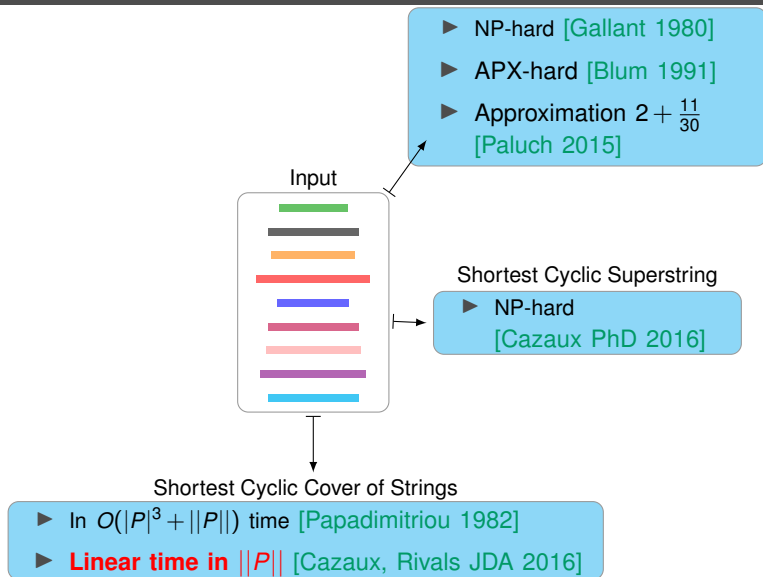 ► NP-hard [Gallant 1980]
► APX-hard [Blum 1991]
► Approximation 2 + 11/30
[Paluch 2015]
Input
Shortest Cyclic Superstring
► NP-hard
[Cazaux PhD 2016]
Shortest Cyclic Cover of Strings
► In O(|P|³ + ||P||) time [Papadimitriou 1982]
► Linear time in ||P|| [Cazaux, Rivals JDA 2016]